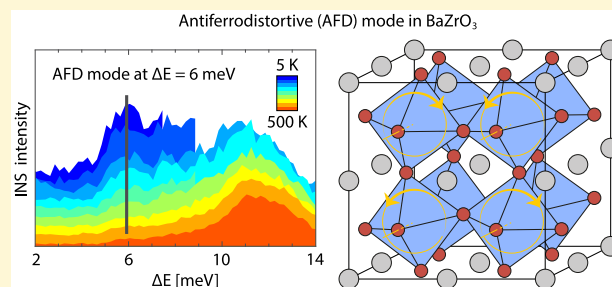 Antiferrodistortive (AFD) mode in BaZrO₃
AFD mode at ΔE = 6 meV
5 K
500 K
INS intensity
2 6 10 14
ΔE [meV]